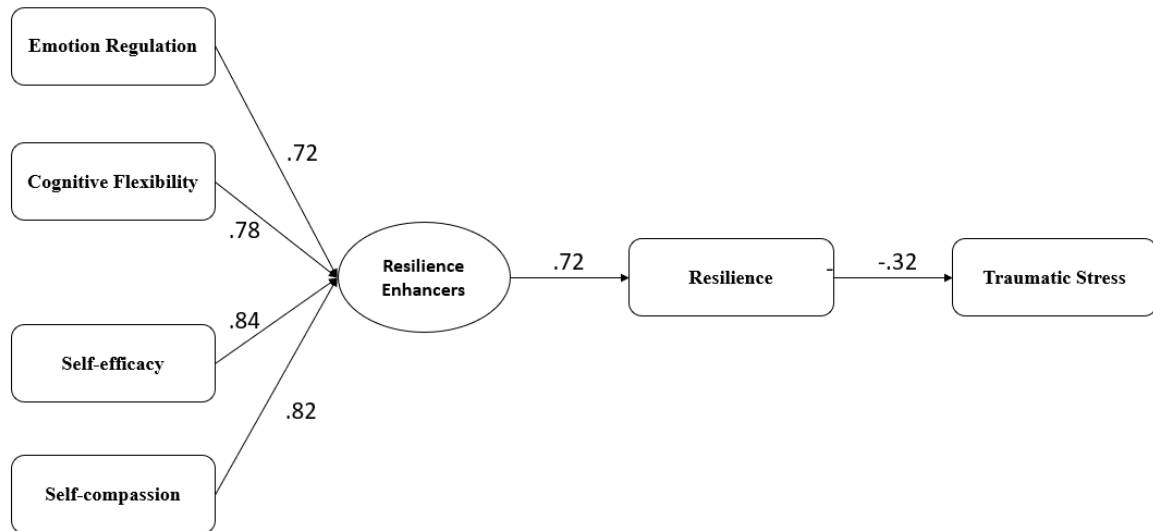 Emotion Regulation
.72
Cognitive Flexibility
.78
Resilience
Enhancers
.72
Resilience
-
-.32
Traumatic Stress
.84
Self-efficacy
.82
Self-compassion